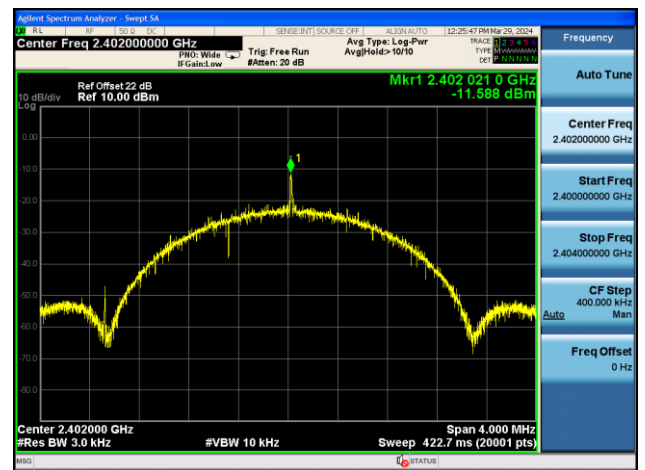 Agilent Spectrum Analyzer - Swept SA
RL RF 50 Ω DC SENSE:INT SOURCE OFF ALIGN AUTO 12:25:47 PM Mar 29, 2024
Center Freq 2.402000000 GHz
PNO: Wide
IFGain:Low
Trig: Free Run
#Atten: 20 dB
Avg Type: Log-Pwr
Avg|Hold:>10/10
TRACE 1 2 3 4 5 6
TYPE
DET P N N N N N
Ref Offset 22 dB
10 dB/div Ref 10.00 dBm
Log
Mkr1 2.402 021 0 GHz
-11.588 dBm
0.00
-10.0
1
-20.0
-30.0
-40.0
-50.0
-60.0
-70.0
-80.0
Center 2.402000 GHz Span 4.000 MHz
#Res BW 3.0 kHz #VBW 10 kHz Sweep 422.7 ms (20001 pts)
MSG STATUS
Frequency
Auto Tune
Center Freq
2.402000000 GHz
Start Freq
2.400000000 GHz
Stop Freq
2.404000000 GHz
CF Step
400.000 kHz
Auto Man
Freq Offset
0 Hz